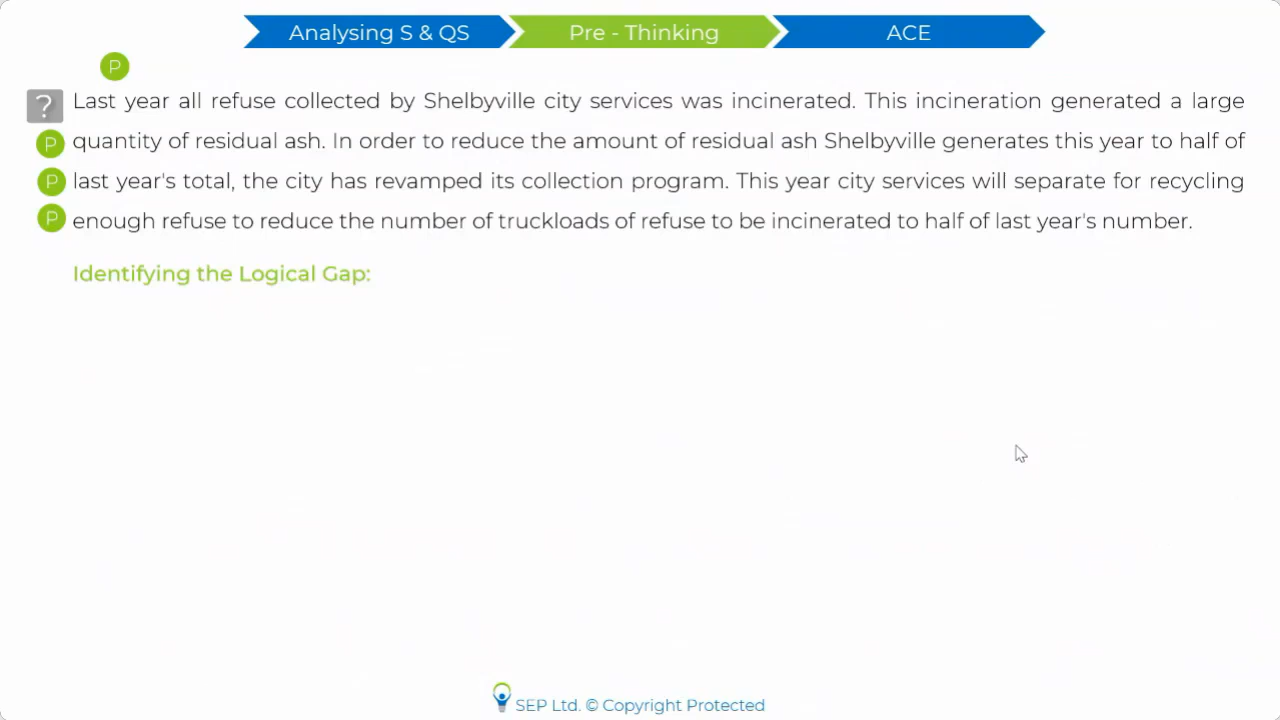 Analysing S & QS
Pre - Thinking
ACE
P
? Last year all refuse collected by Shelbyville city services was incinerated. This incineration generated a large
P quantity of residual ash. In order to reduce the amount of residual ash Shelbyville generates this year to half of
P last year's total, the city has revamped its collection program. This year city services will separate for recycling
P enough refuse to reduce the number of truckloads of refuse to be incinerated to half of last year's number.
Identifying the Logical Gap:
SEP Ltd. © Copyright Protected